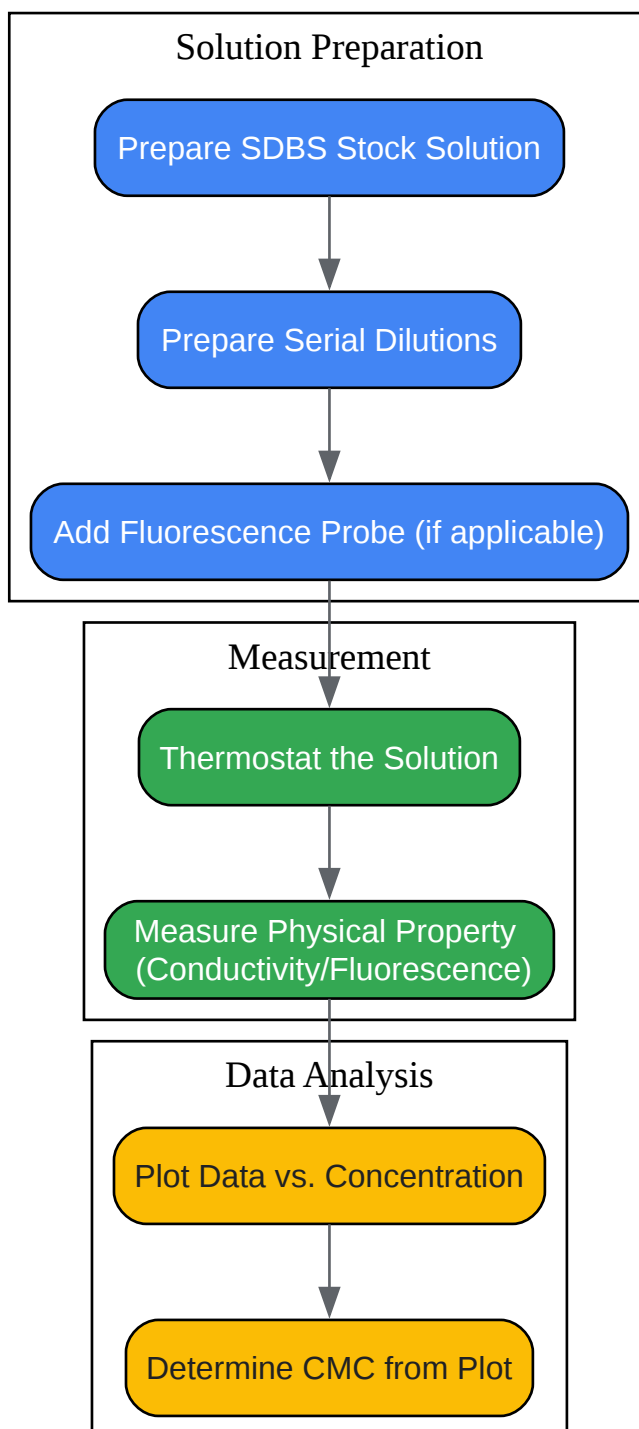 Solution Preparation
Prepare SDBS Stock Solution
Prepare Serial Dilutions
Add Fluorescence Probe (if applicable)
Measurement
Thermostat the Solution
Measure Physical Property
(Conductivity/Fluorescence)
Data Analysis
Plot Data vs. Concentration
Determine CMC from Plot